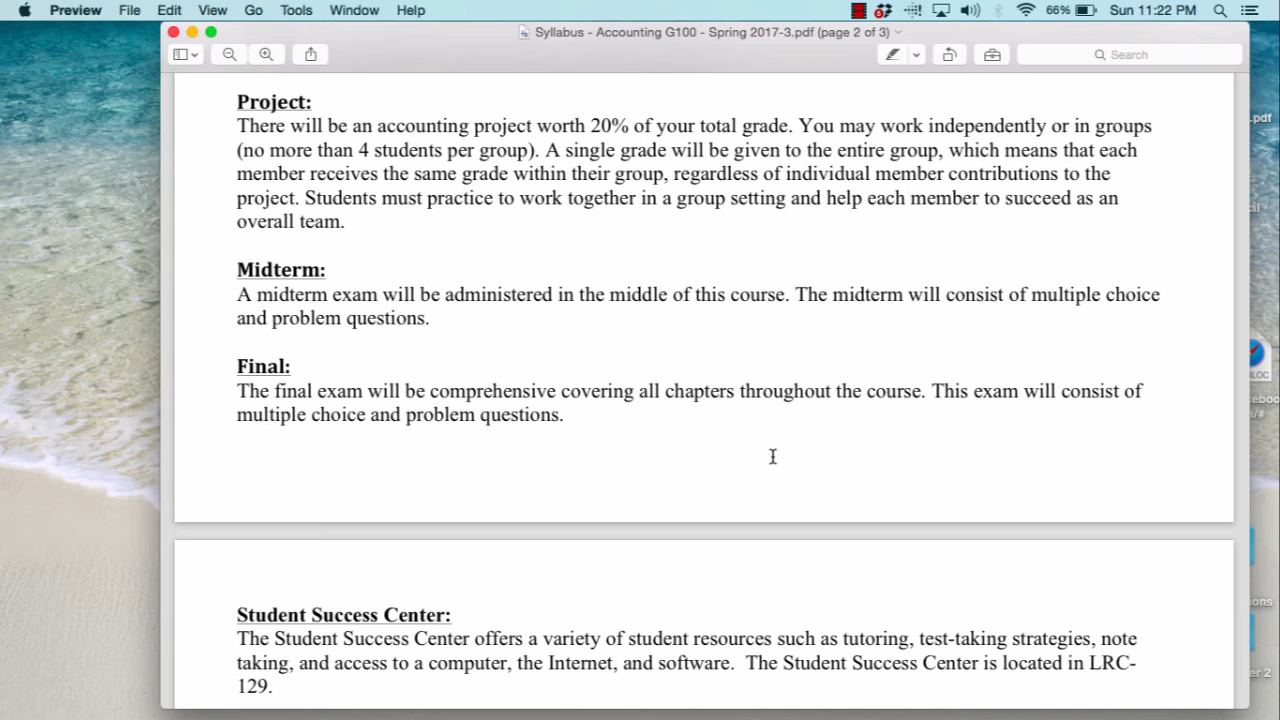 Preview File Edit View Go Tools Window Help 5 66% Sun 11:22 PM
Syllabus - Accounting G100 - Spring 2017-3.pdf (page 2 of 3)
Search
Project:
There will be an accounting project worth 20% of your total grade. You may work independently or in groups
(no more than 4 students per group). A single grade will be given to the entire group, which means that each
member receives the same grade within their group, regardless of individual member contributions to the
project. Students must practice to work together in a group setting and help each member to succeed as an
overall team.
Midterm:
A midterm exam will be administered in the middle of this course. The midterm will consist of multiple choice
and problem questions.
Final:
The final exam will be comprehensive covering all chapters throughout the course. This exam will consist of
multiple choice and problem questions.
Student Success Center:
The Student Success Center offers a variety of student resources such as tutoring, test-taking strategies, note
taking, and access to a computer, the Internet, and software. The Student Success Center is located in LRC-
129.
.pdf